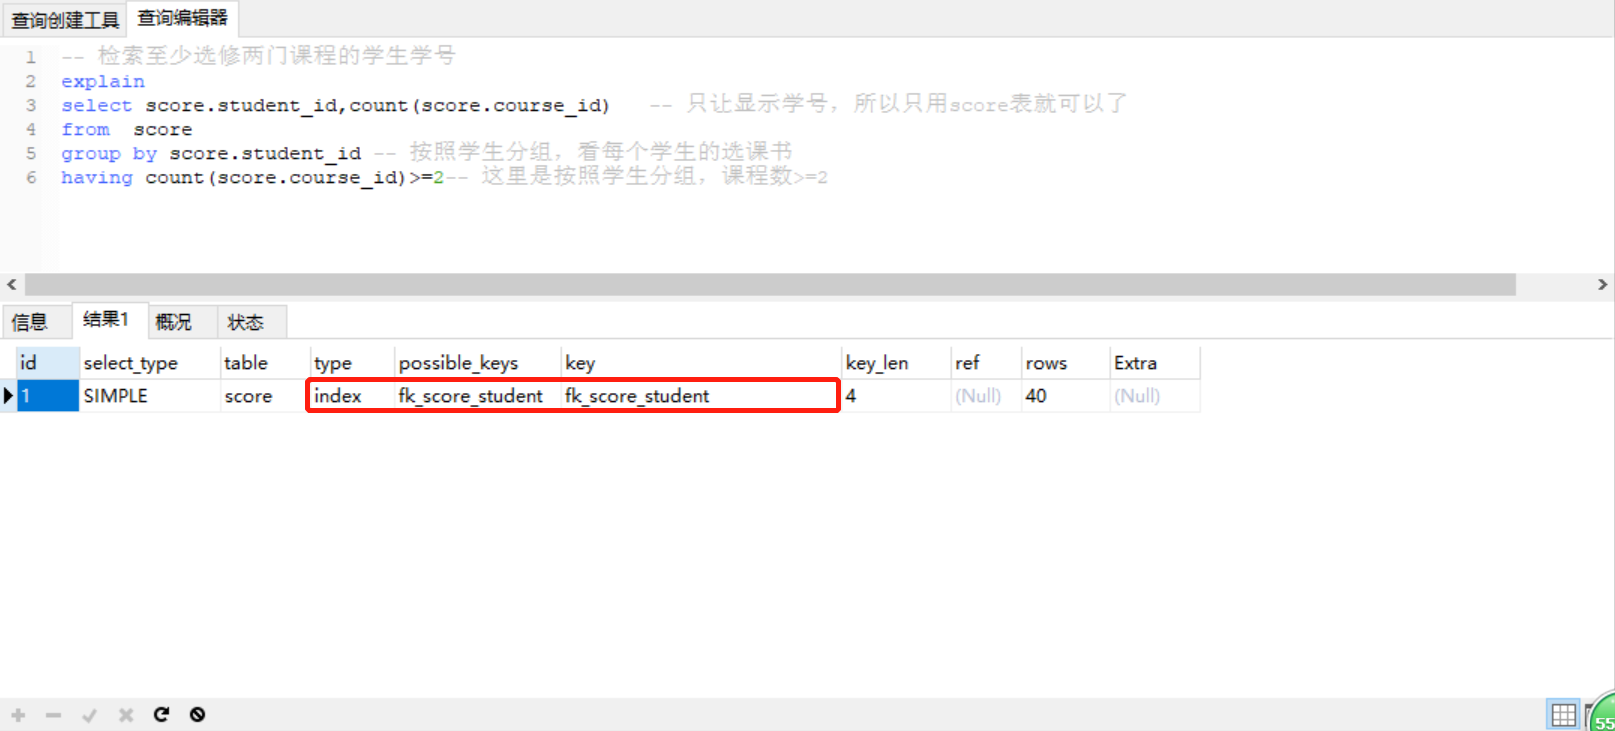 查询创建工具 查询编辑器
1 -- 检索至少选修两门课程的学生学号
2 explain
3 select score.student_id,count(score.course_id) -- 只让显示学号，所以只用score表就可以了
4 from score
5 group by score.student_id -- 按照学生分组，看每个学生的选课书
6 having count(score.course_id)>=2-- 这里是按照学生分组，课程数>=2
信息 结果1 概况 状态
id select_type table type possible_keys key key_len ref rows Extra
1 SIMPLE score index fk_score_student fk_score_student 4 (Null) 40 (Null)
55